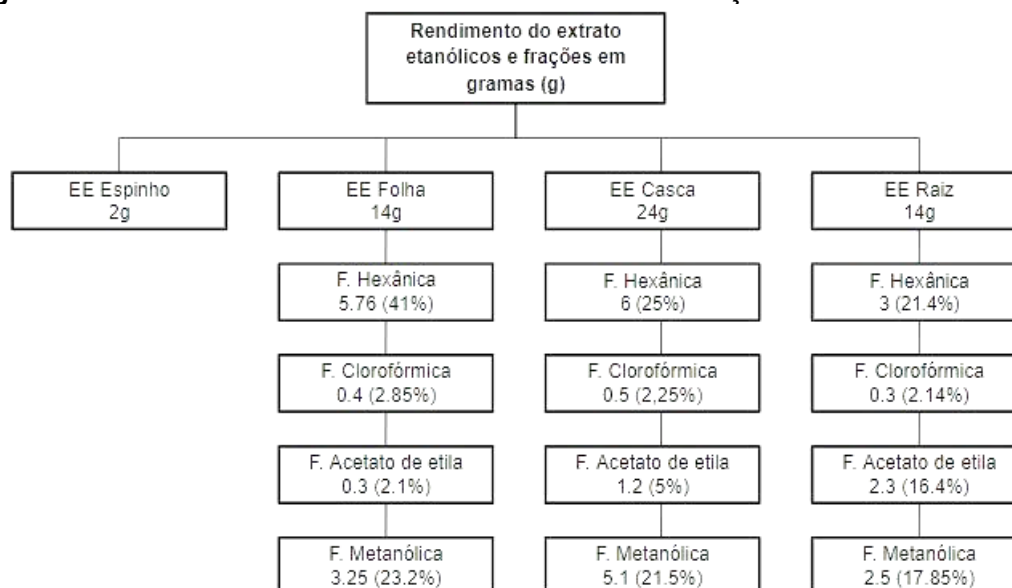 Rendimento do extrato
etanólicos e frações em
gramas (g)
EE Espinho
2g
EE Folha
14g
EE Casca
24g
EE Raiz
14g
F. Hexânica
5.76 (41%)
F. Hexânica
6 (25%)
F. Hexânica
3 (21.4%)
F. Clorofórmica
0.4 (2.85%)
F. Clorofórmica
0.5 (2,25%)
F. Clorofórmica
0.3 (2.14%)
F. Acetato de etila
0.3 (2.1%)
F. Acetato de etila
1.2 (5%)
F. Acetato de etila
2.3 (16.4%)
F. Metanólica
3.25 (23.2%)
F. Metanólica
5.1 (21.5%)
F. Metanólica
2.5 (17.85%)